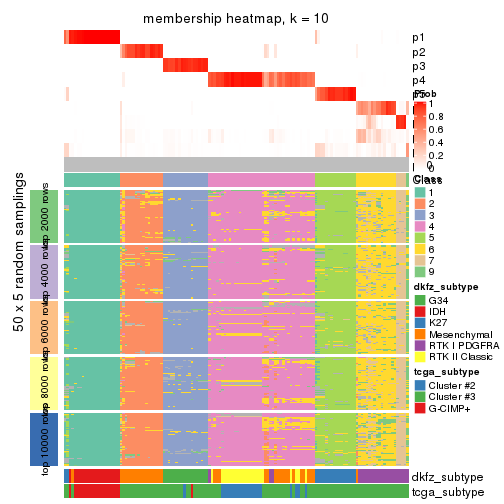 membership heatmap, k = 10
p1
p2
p3
p4
Prob
1
0.8
0.6
0.4
0.2
0
Class
1
2
3
4
5
6
7
9
dkfz_subtype
G34
IDH
K27
Mesenchymal
RTK I PDGFRA
RTK II Classic
tcga_subtype
Cluster #2
Cluster #3
G-CIMP+
50 x 5 random samplings
top 2000 rows
top 4000 rows
top 6000 rows
top 8000 rows
top 10000 rows
dkfz_subtype
tcga_subtype